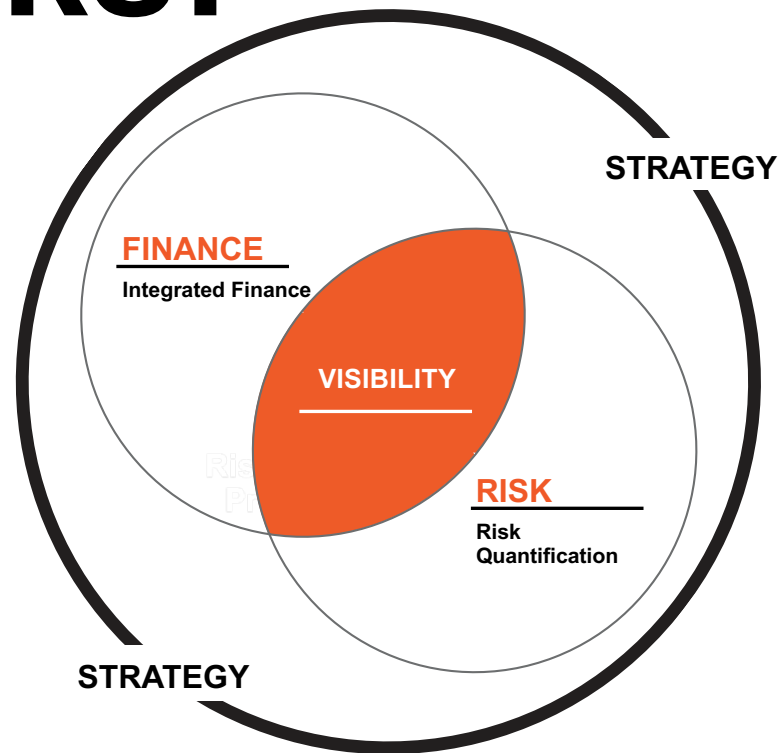 STRATEGY
FINANCE
Integrated Finance
VISIBILITY
RISK
Risk
Quantification
STRATEGY